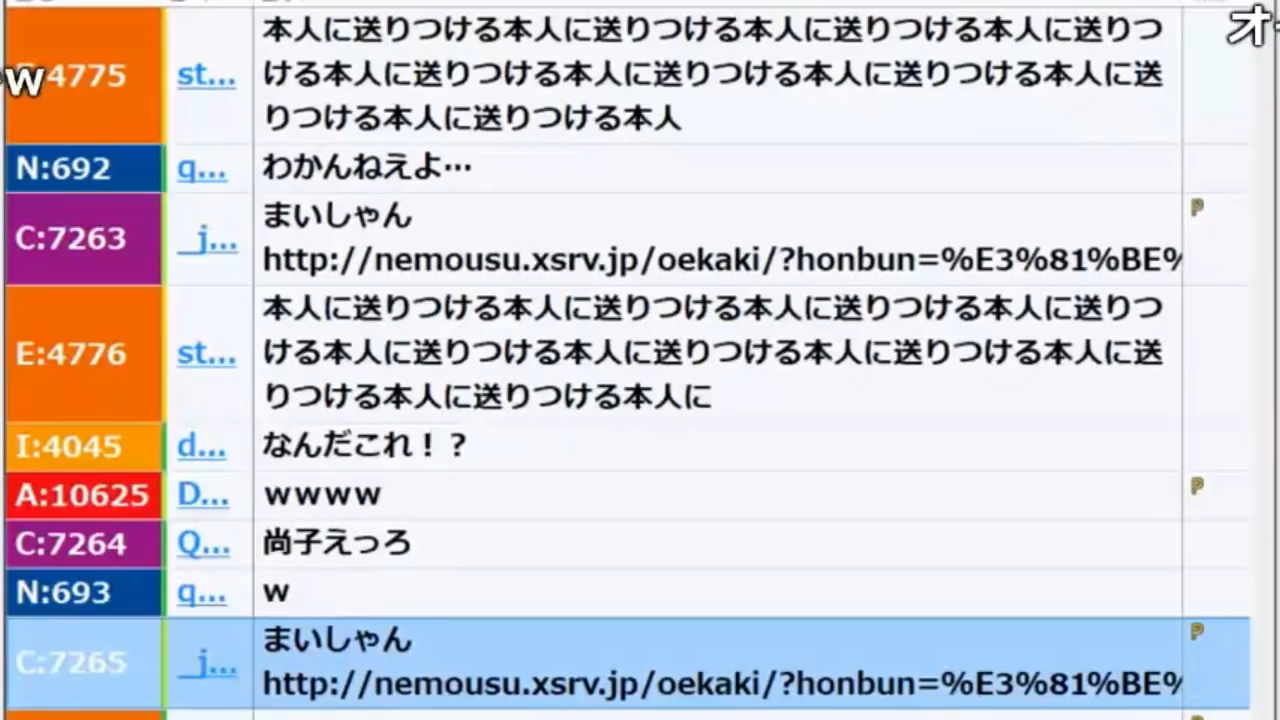 オ
w
4775
st...
本人に送りつける本人に送りつける本人に送りつける本人に送りつ
ける本人に送りつける本人に送りつける本人に送りつける本人に送
りつける本人に送りつける本人
N:692
q...
わかんねえよ…
C:7263
_j...
まいしゃん
http://nemousu.xsrv.jp/oekaki/?honbun=%E3%81%BE%
P
E:4776
st...
本人に送りつける本人に送りつける本人に送りつける本人に送りつ
ける本人に送りつける本人に送りつける本人に送りつける本人に送
りつける本人に送りつける本人に
I:4045
d...
なんだこれ！？
A:10625
D...
wwww
P
C:7264
Q...
尚子えっろ
N:693
q...
w
C:7265
_j...
まいしゃん
http://nemousu.xsrv.jp/oekaki/?honbun=%E3%81%BE%
P